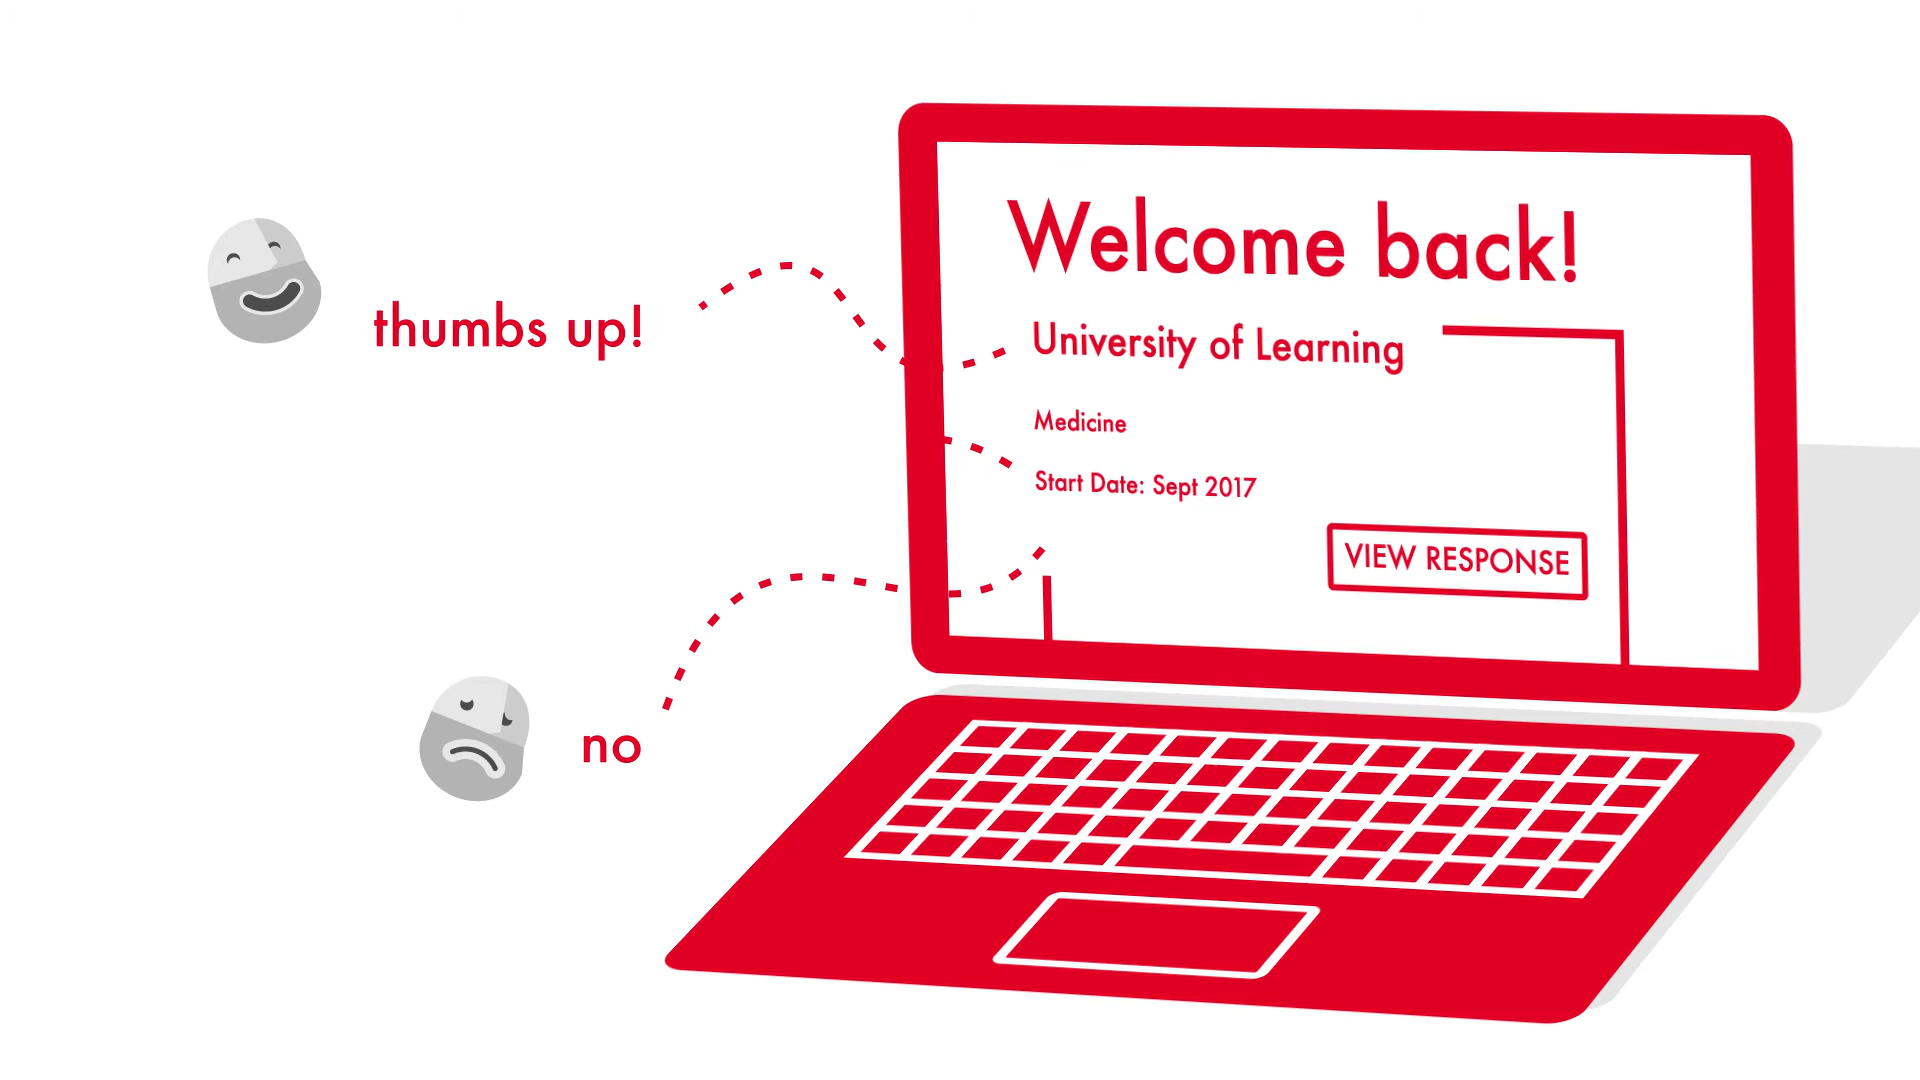 thumbs up!
no
Welcome back!
University of Learning
Medicine
Start Date: Sept 2017
VIEW RESPONSE